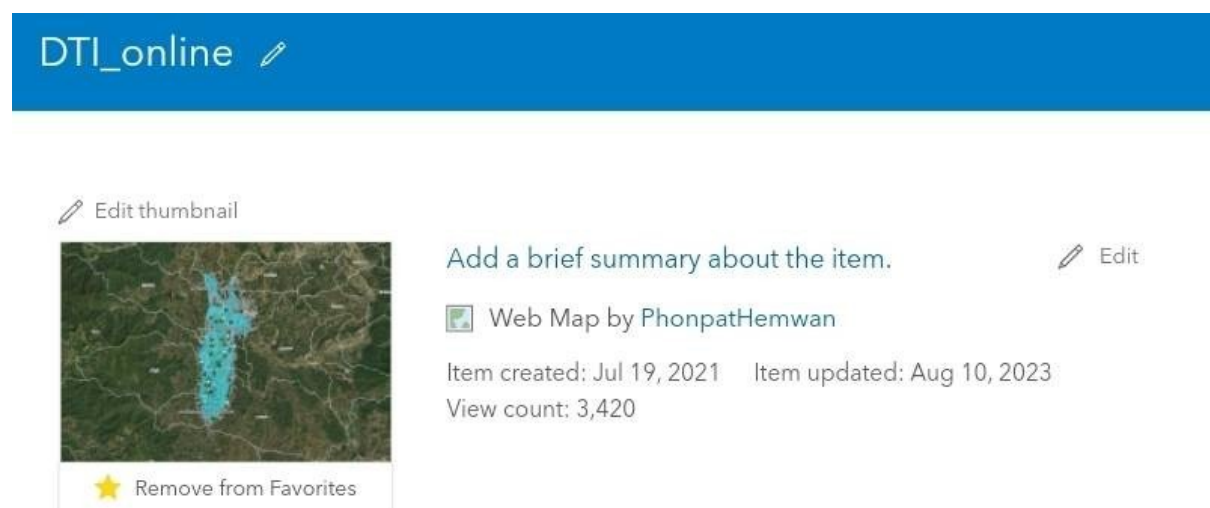 DTI_online
Edit thumbnail
Add a brief summary about the item.
Edit
Web Map by PhonpatHemwan
Item created: Jul 19, 2021 Item updated: Aug 10, 2023
View count: 3,420
Remove from Favorites